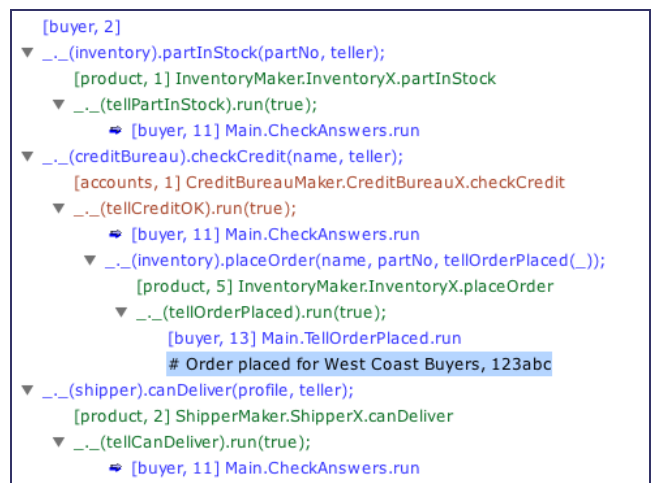 [buyer, 2]
_._(inventory).partInStock(partNo, teller);
[product, 1] InventoryMaker.InventoryX.partInStock
_._(tellPartInStock).run(true);
[buyer, 11] Main.CheckAnswers.run
_._(creditBureau).checkCredit(name, teller);
[accounts, 1] CreditBureauMaker.CreditBureauX.checkCredit
_._(tellCreditOK).run(true);
[buyer, 11] Main.CheckAnswers.run
_._(inventory).placeOrder(name, partNo, tellOrderPlaced(_));
[product, 5] InventoryMaker.InventoryX.placeOrder
_._(tellOrderPlaced).run(true);
[buyer, 13] Main.TellOrderPlaced.run
# Order placed for West Coast Buyers, 123abc
_._(shipper).canDeliver(profile, teller);
[product, 2] ShipperMaker.ShipperX.canDeliver
_._(tellCanDeliver).run(true);
[buyer, 11] Main.CheckAnswers.run